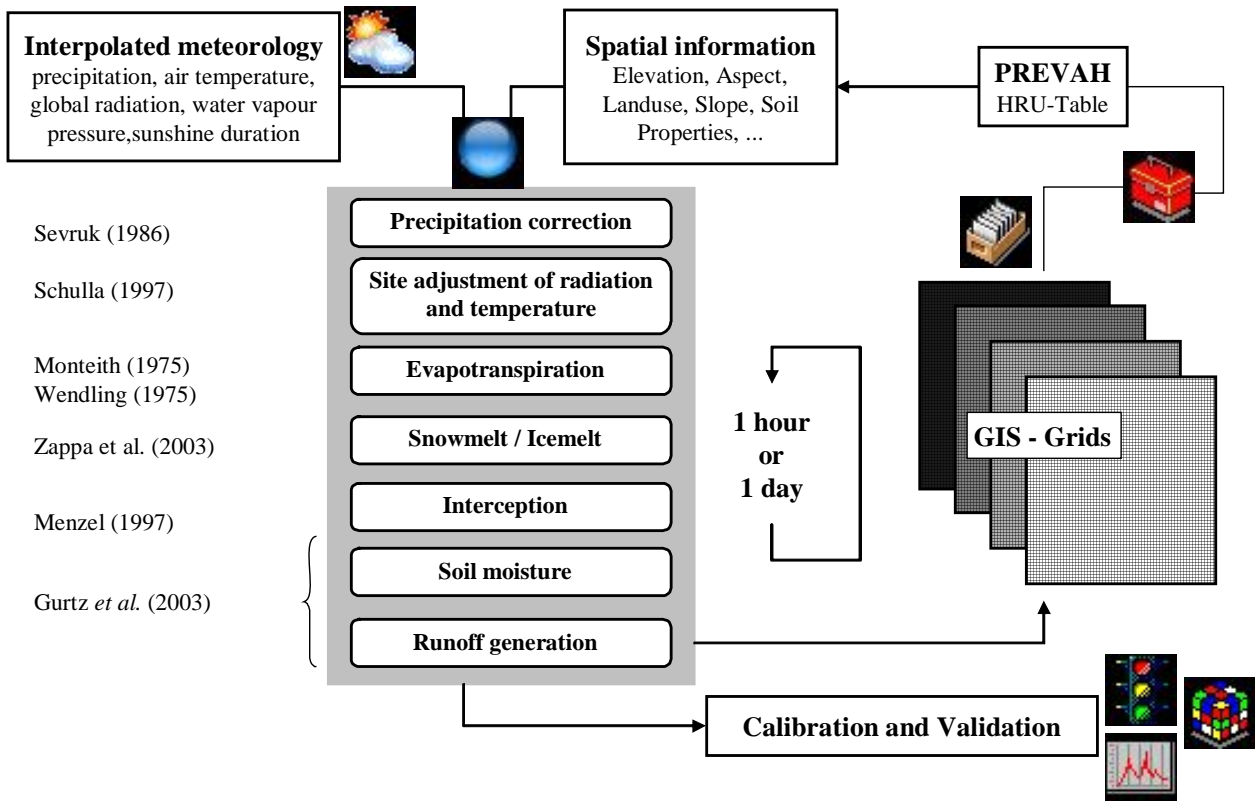 Interpolated meteorology
precipitation, air temperature,
global radiation, water vapour
pressure,sunshine duration
Spatial information
Elevation, Aspect,
Landuse, Slope, Soil
Properties, ...
PREVAH
HRU-Table
Sevruk (1986)
Precipitation correction
Schulla (1997)
Site adjustment of radiation
and temperature
Monteith (1975)
Wendling (1975)
Evapotranspiration
Zappa et al. (2003)
Snowmelt / Icemelt
Menzel (1997)
Interception
Gurtz et al. (2003)
Soil moisture
Runoff generation
1 hour
or
1 day
GIS - Grids
Calibration and Validation